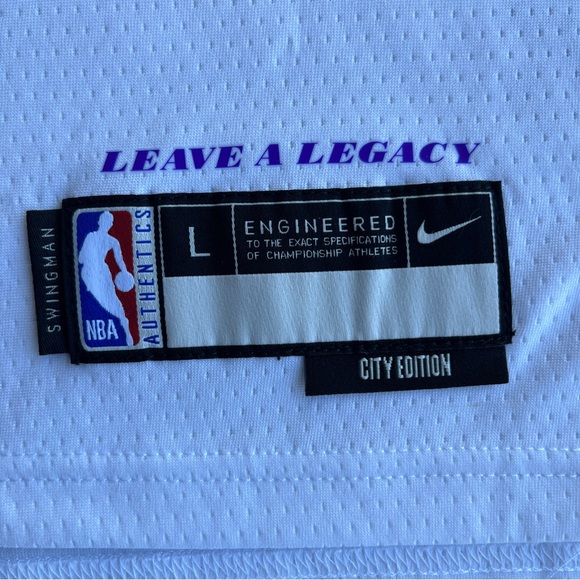 LEAVE A LEGACY
SWINGMAN
NBA
AUTHENTICS
L
ENGINEERED
TO THE EXACT SPECIFICATIONS
OF CHAMPIONSHIP ATHLETES
CITY EDITION